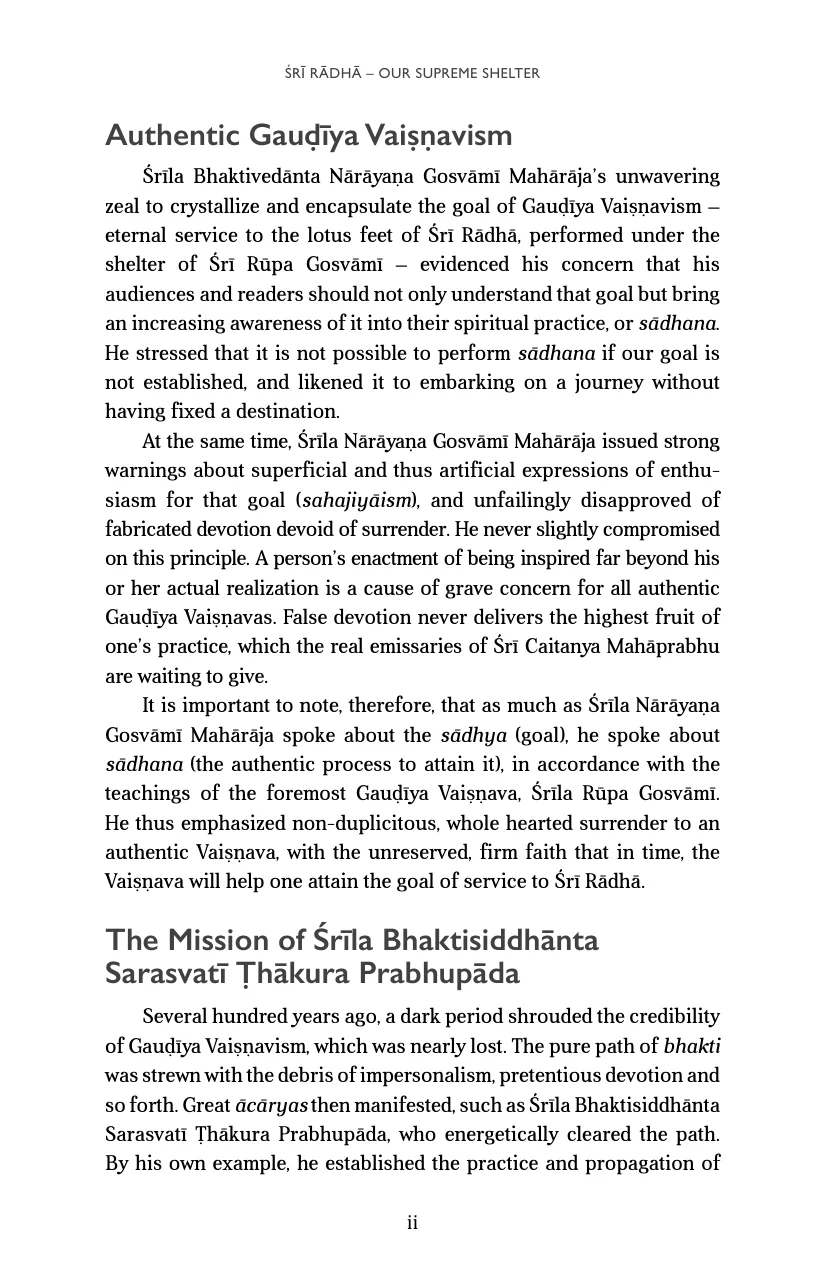 ŚRĪ RĀDHĀ – OUR SUPREME SHELTER
Authentic Gauḍīya Vaiṣṇavism
Śrīla Bhaktivedānta Nārāyaṇa Gosvāmī Mahārāja’s unwavering
zeal to crystallize and encapsulate the goal of Gauḍīya Vaiṣṇavism –
eternal service to the lotus feet of Śrī Rādhā, performed under the
shelter of Śrī Rūpa Gosvāmī – evidenced his concern that his
audiences and readers should not only understand that goal but bring
an increasing awareness of it into their spiritual practice, or sādhana.
He stressed that it is not possible to perform sādhana if our goal is
not established, and likened it to embarking on a journey without
having fixed a destination.
At the same time, Śrīla Nārāyaṇa Gosvāmī Mahārāja issued strong
warnings about superficial and thus artificial expressions of enthu-
siasm for that goal (sahajiyāism), and unfailingly disapproved of
fabricated devotion devoid of surrender. He never slightly compromised
on this principle. A person’s enactment of being inspired far beyond his
or her actual realization is a cause of grave concern for all authentic
Gauḍīya Vaiṣṇavas. False devotion never delivers the highest fruit of
one’s practice, which the real emissaries of Śrī Caitanya Mahāprabhu
are waiting to give.
It is important to note, therefore, that as much as Śrīla Nārāyaṇa
Gosvāmī Mahārāja spoke about the sādhya (goal), he spoke about
sādhana (the authentic process to attain it), in accordance with the
teachings of the foremost Gauḍīya Vaiṣṇava, Śrīla Rūpa Gosvāmī.
He thus emphasized non-duplicitous, whole hearted surrender to an
authentic Vaiṣṇava, with the unreserved, firm faith that in time, the
Vaiṣṇava will help one attain the goal of service to Śrī Rādhā.
The Mission of Śrīla Bhaktisiddhānta
Sarasvatī Ṭhākura Prabhupāda
Several hundred years ago, a dark period shrouded the credibility
of Gauḍīya Vaiṣṇavism, which was nearly lost. The pure path of bhakti
was strewn with the debris of impersonalism, pretentious devotion and
so forth. Great ācāryas then manifested, such as Śrīla Bhaktisiddhānta
Sarasvatī Ṭhākura Prabhupāda, who energetically cleared the path.
By his own example, he established the practice and propagation of
ii